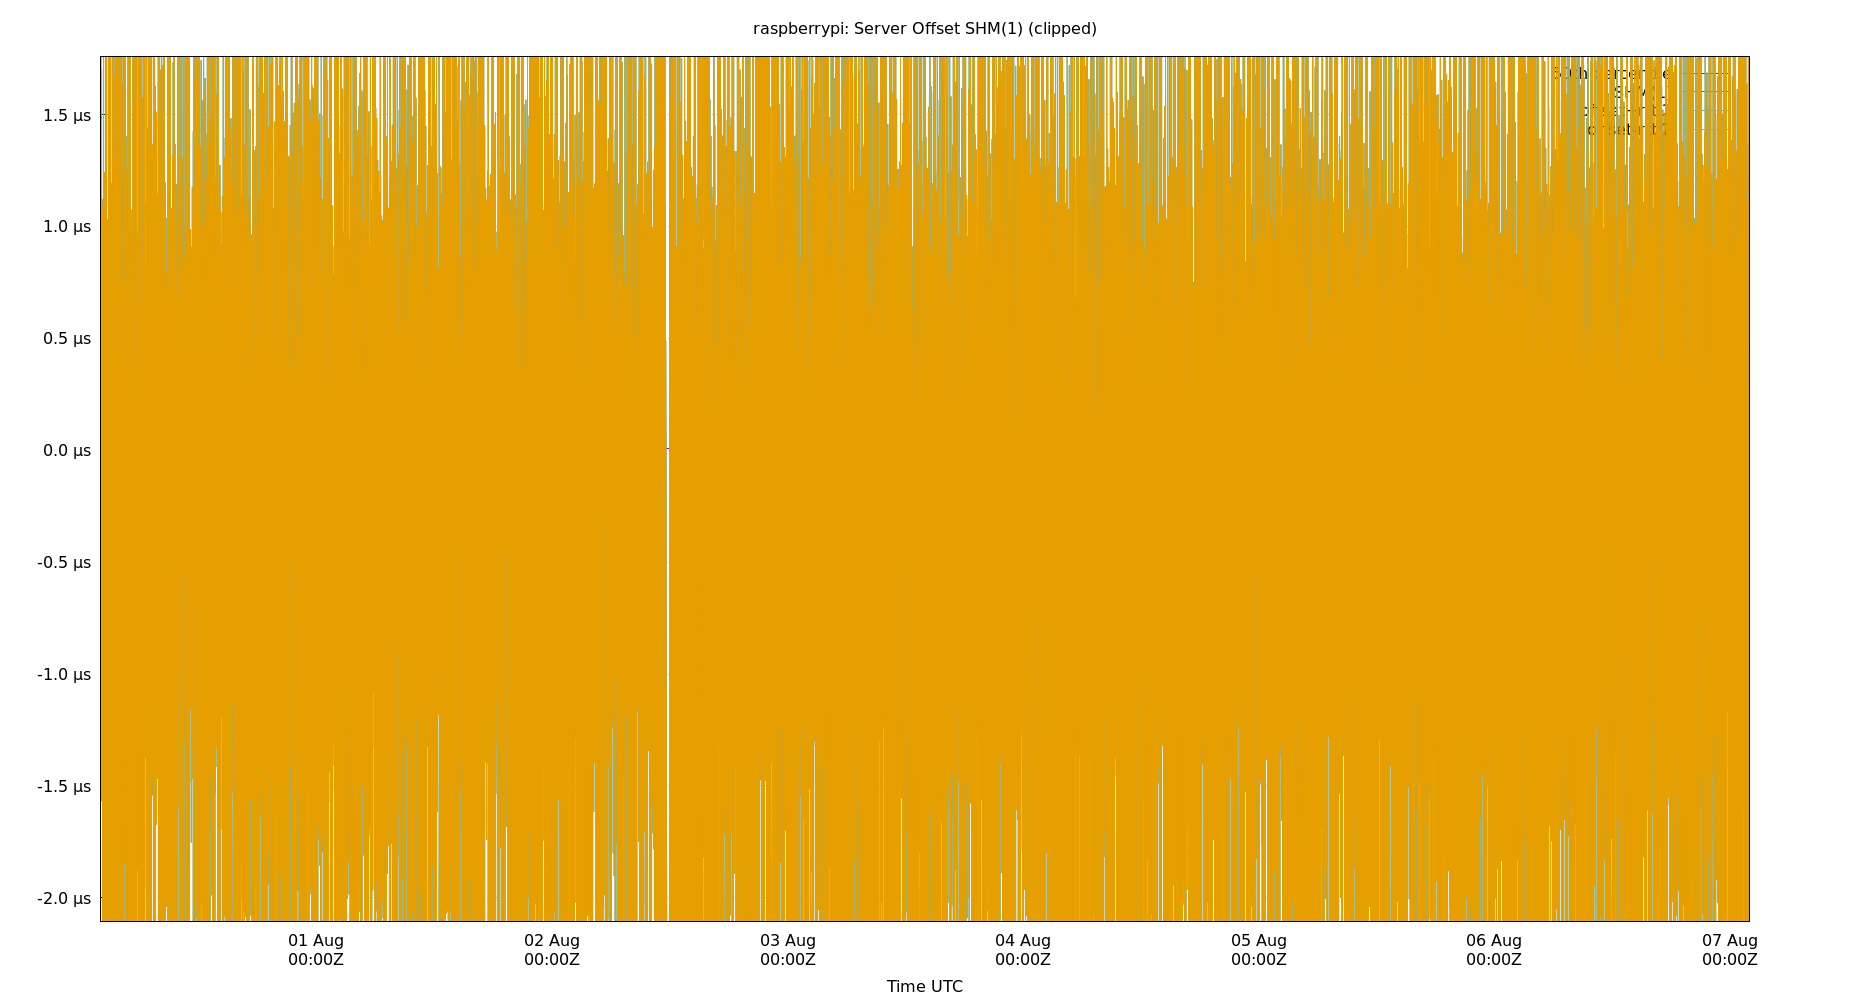 raspberrypi: Server Offset SHM(1) (clipped)
1.5 µs
1.0 µs
0.5 µs
0.0 µs
-0.5 µs
-1.0 µs
-1.5 µs
-2.0 µs
01 Aug 02 Aug 03 Aug 04 Aug 05 Aug 06 Aug 07 Aug
00:00Z 00:00Z 00:00Z 00:00Z 00:00Z 00:00Z 00:00Z
Time UTC